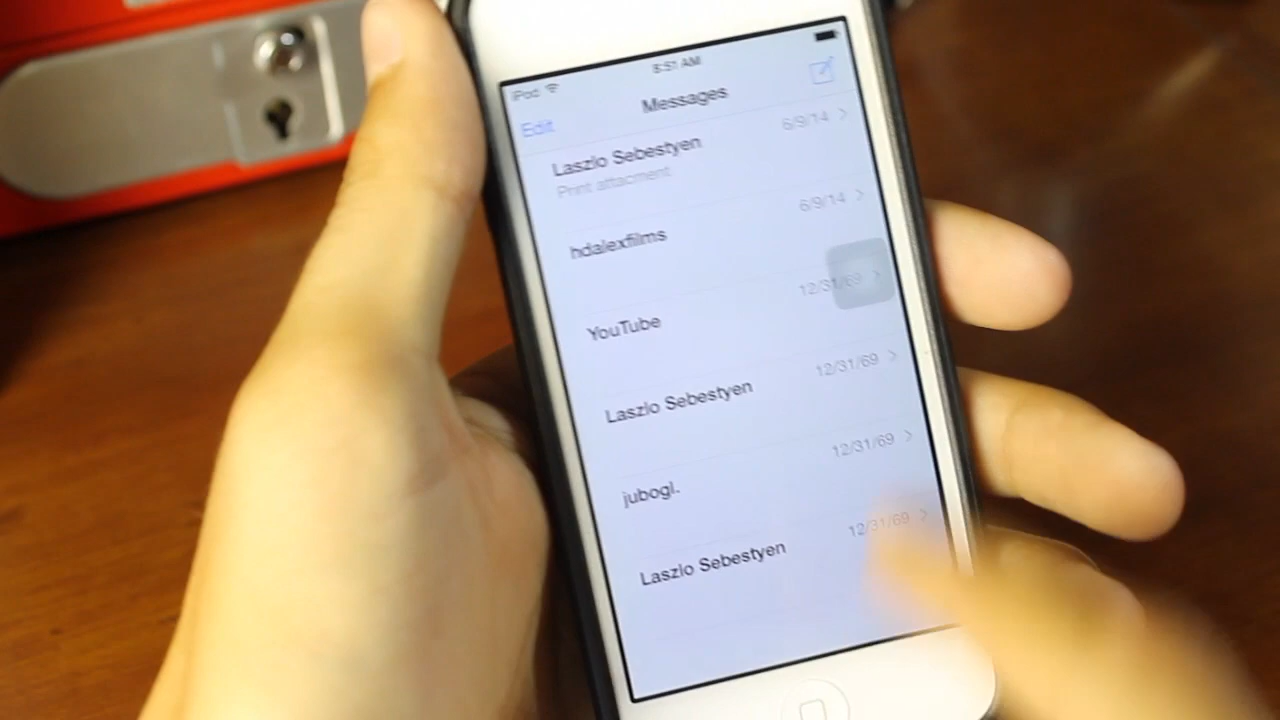 iPod 8:51 AM
Edit Messages
Laszlo Sebestyen 6/9/14
Print attacment
hdalexfilms 6/9/14
YouTube 12/31/69
Laszlo Sebestyen 12/31/69
jubogl. 12/31/69
Laszlo Sebestyen 12/31/69